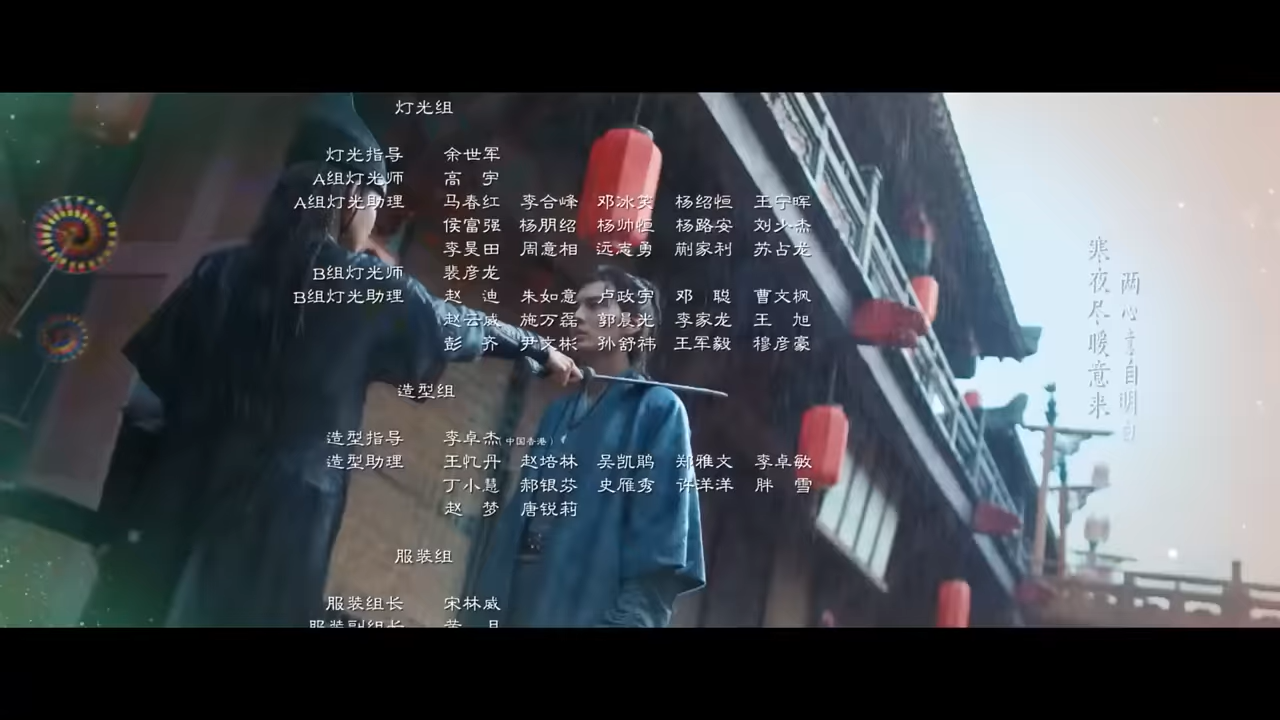 灯光组
灯光指导 余世军
A组灯光师 高 宇
A组灯光助理 马春红 李合峰 邓冰笑 杨绍恒 王宇晖
侯富强 杨朋绍 杨帅恒 杨路安 刘少杰
李昊田 周意相 远志勇 蒯家利 苏占龙
B组灯光师 裴彦龙
B组灯光助理 赵 迪 朱如意 卢政宇 邓 聪 曹文枫
赵云威 施万磊 郭晨光 李家龙 王 旭
彭 齐 尹文彬 孙舒祎 王军毅 穆彦豪
造型组
造型指导 李卓杰(中国香港)
造型助理 王忆丹 赵培林 吴凯鹃 郑雅文 李卓敏
丁小慧 郝银芬 史雁秀 许洋洋 胖 雪
赵 梦 唐锐莉
服装组
服装组长 宋林威
服装副组长
寒夜尽暖意来
两心意自明白